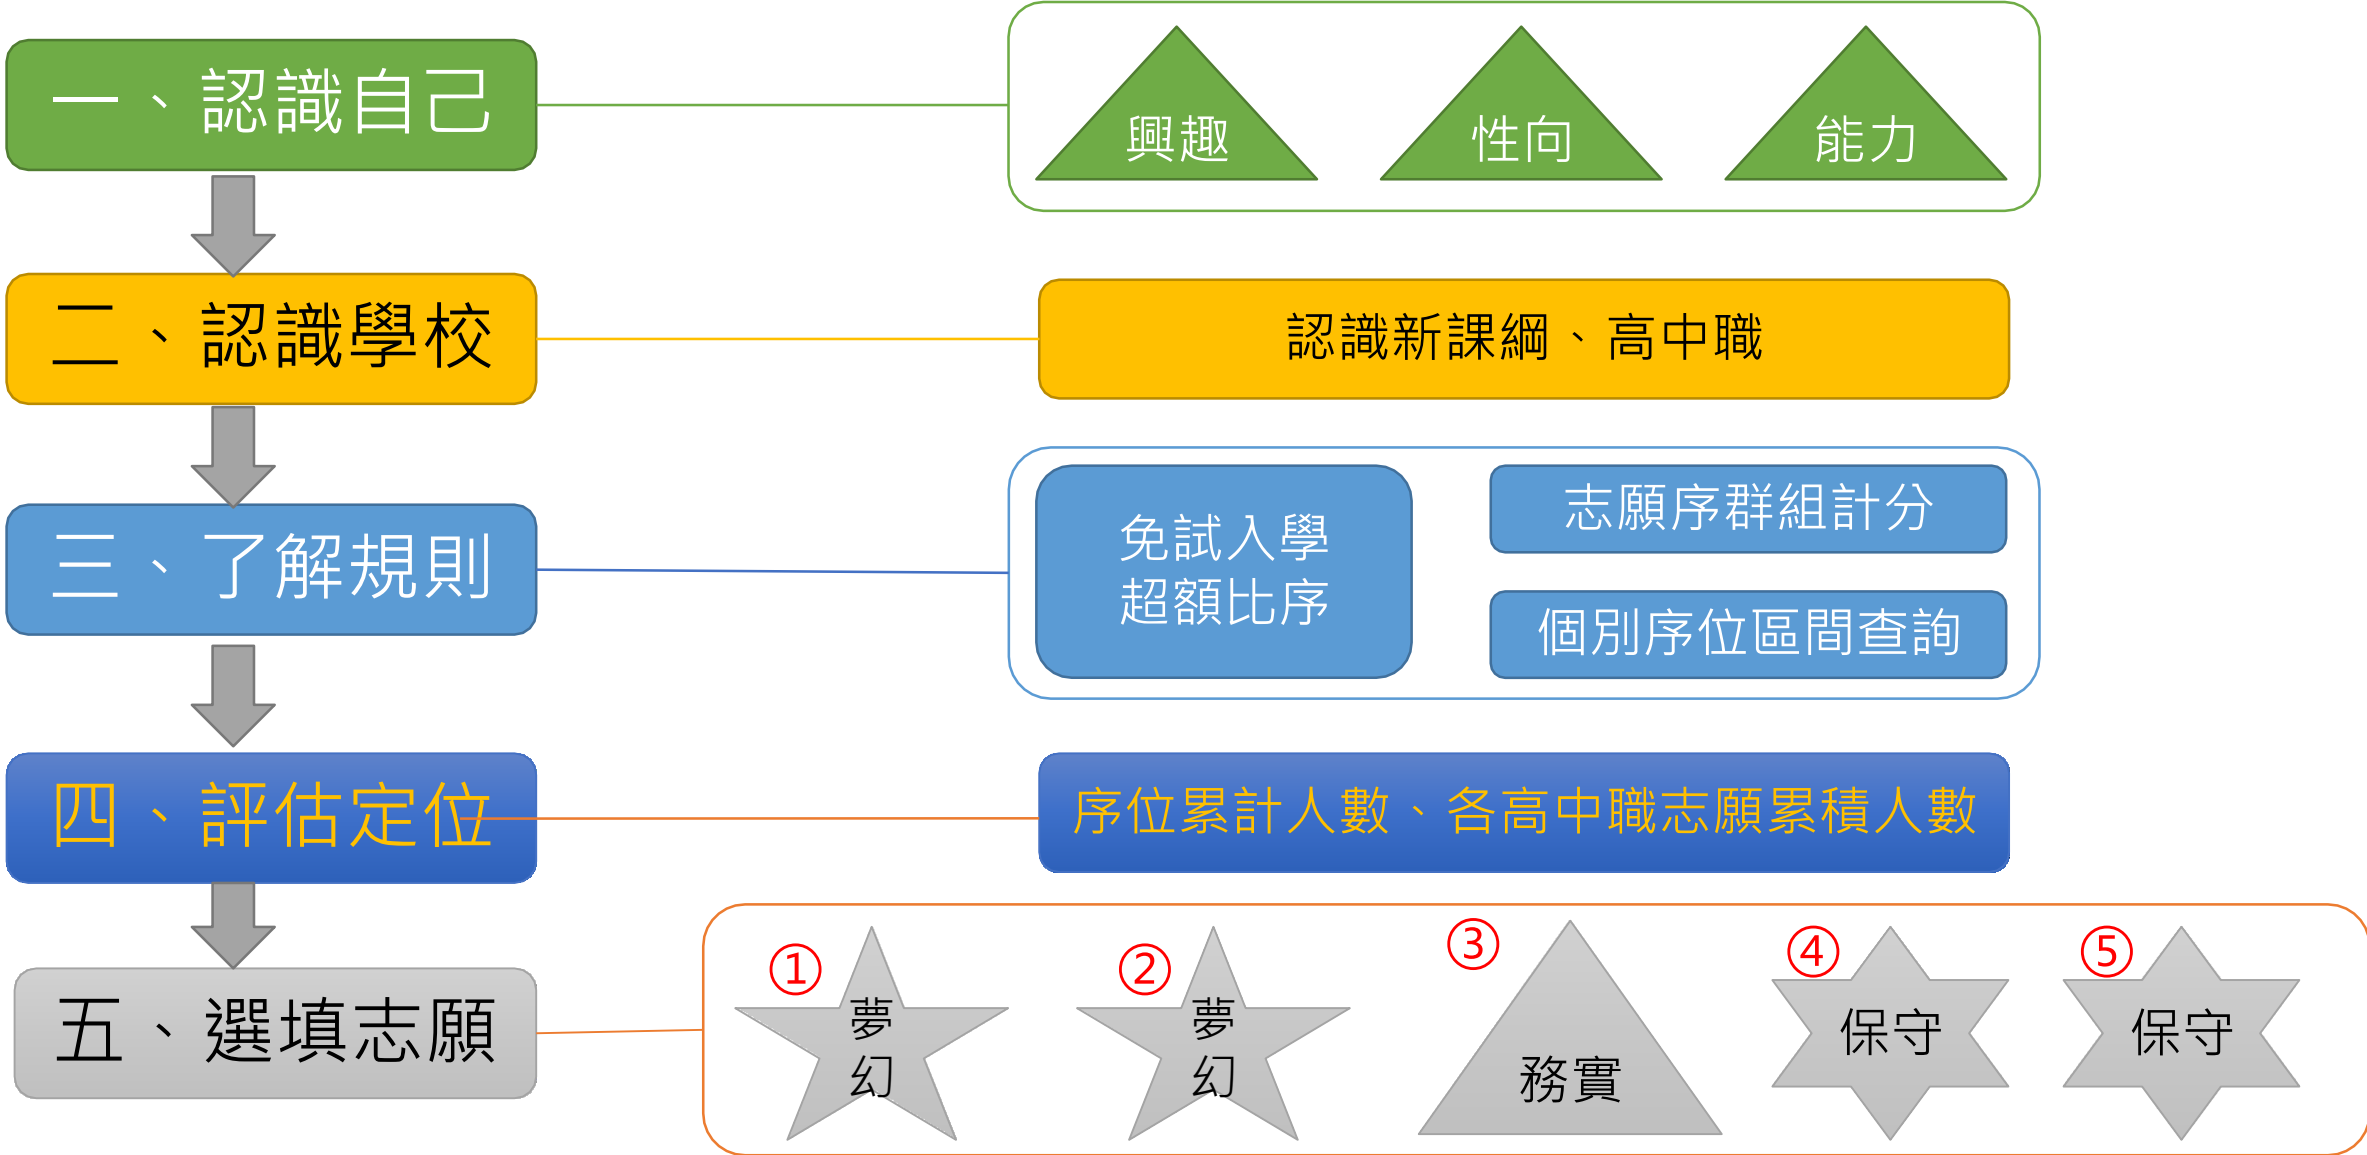 一、認識自己
興趣
性向
能力
二、認識學校
認識新課綱、高中職
三、了解規則
免試入學
超額比序
志願序群組計分
個別序位區間查詢
四、評估定位
序位累計人數、各高中職志願累積人數
五、選填志願
①
夢
幻
②
夢
幻
③
務實
④
保守
⑤
保守